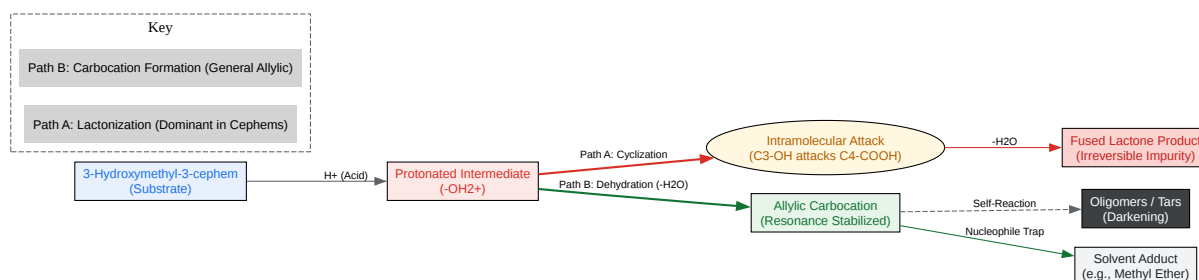 Key
Path B: Carbocation Formation (General Allylic)
Path A: Lactonization (Dominant in Cephems)
3-Hydroxymethyl-3-cephem
(Substrate)
H+ (Acid)
Protonated Intermediate
(-OH2+)
Path A: Cyclization
Path B: Dehydration (-H2O)
Intramolecular Attack
(C3-OH attacks C4-COOH)
-H2O
Fused Lactone Product
(Irreversible Impurity)
Allylic Carbocation
(Resonance Stabilized)
Self-Reaction
Nucleophile Trap
Oligomers / Tars
(Darkening)
Solvent Adduct
(e.g., Methyl Ether)